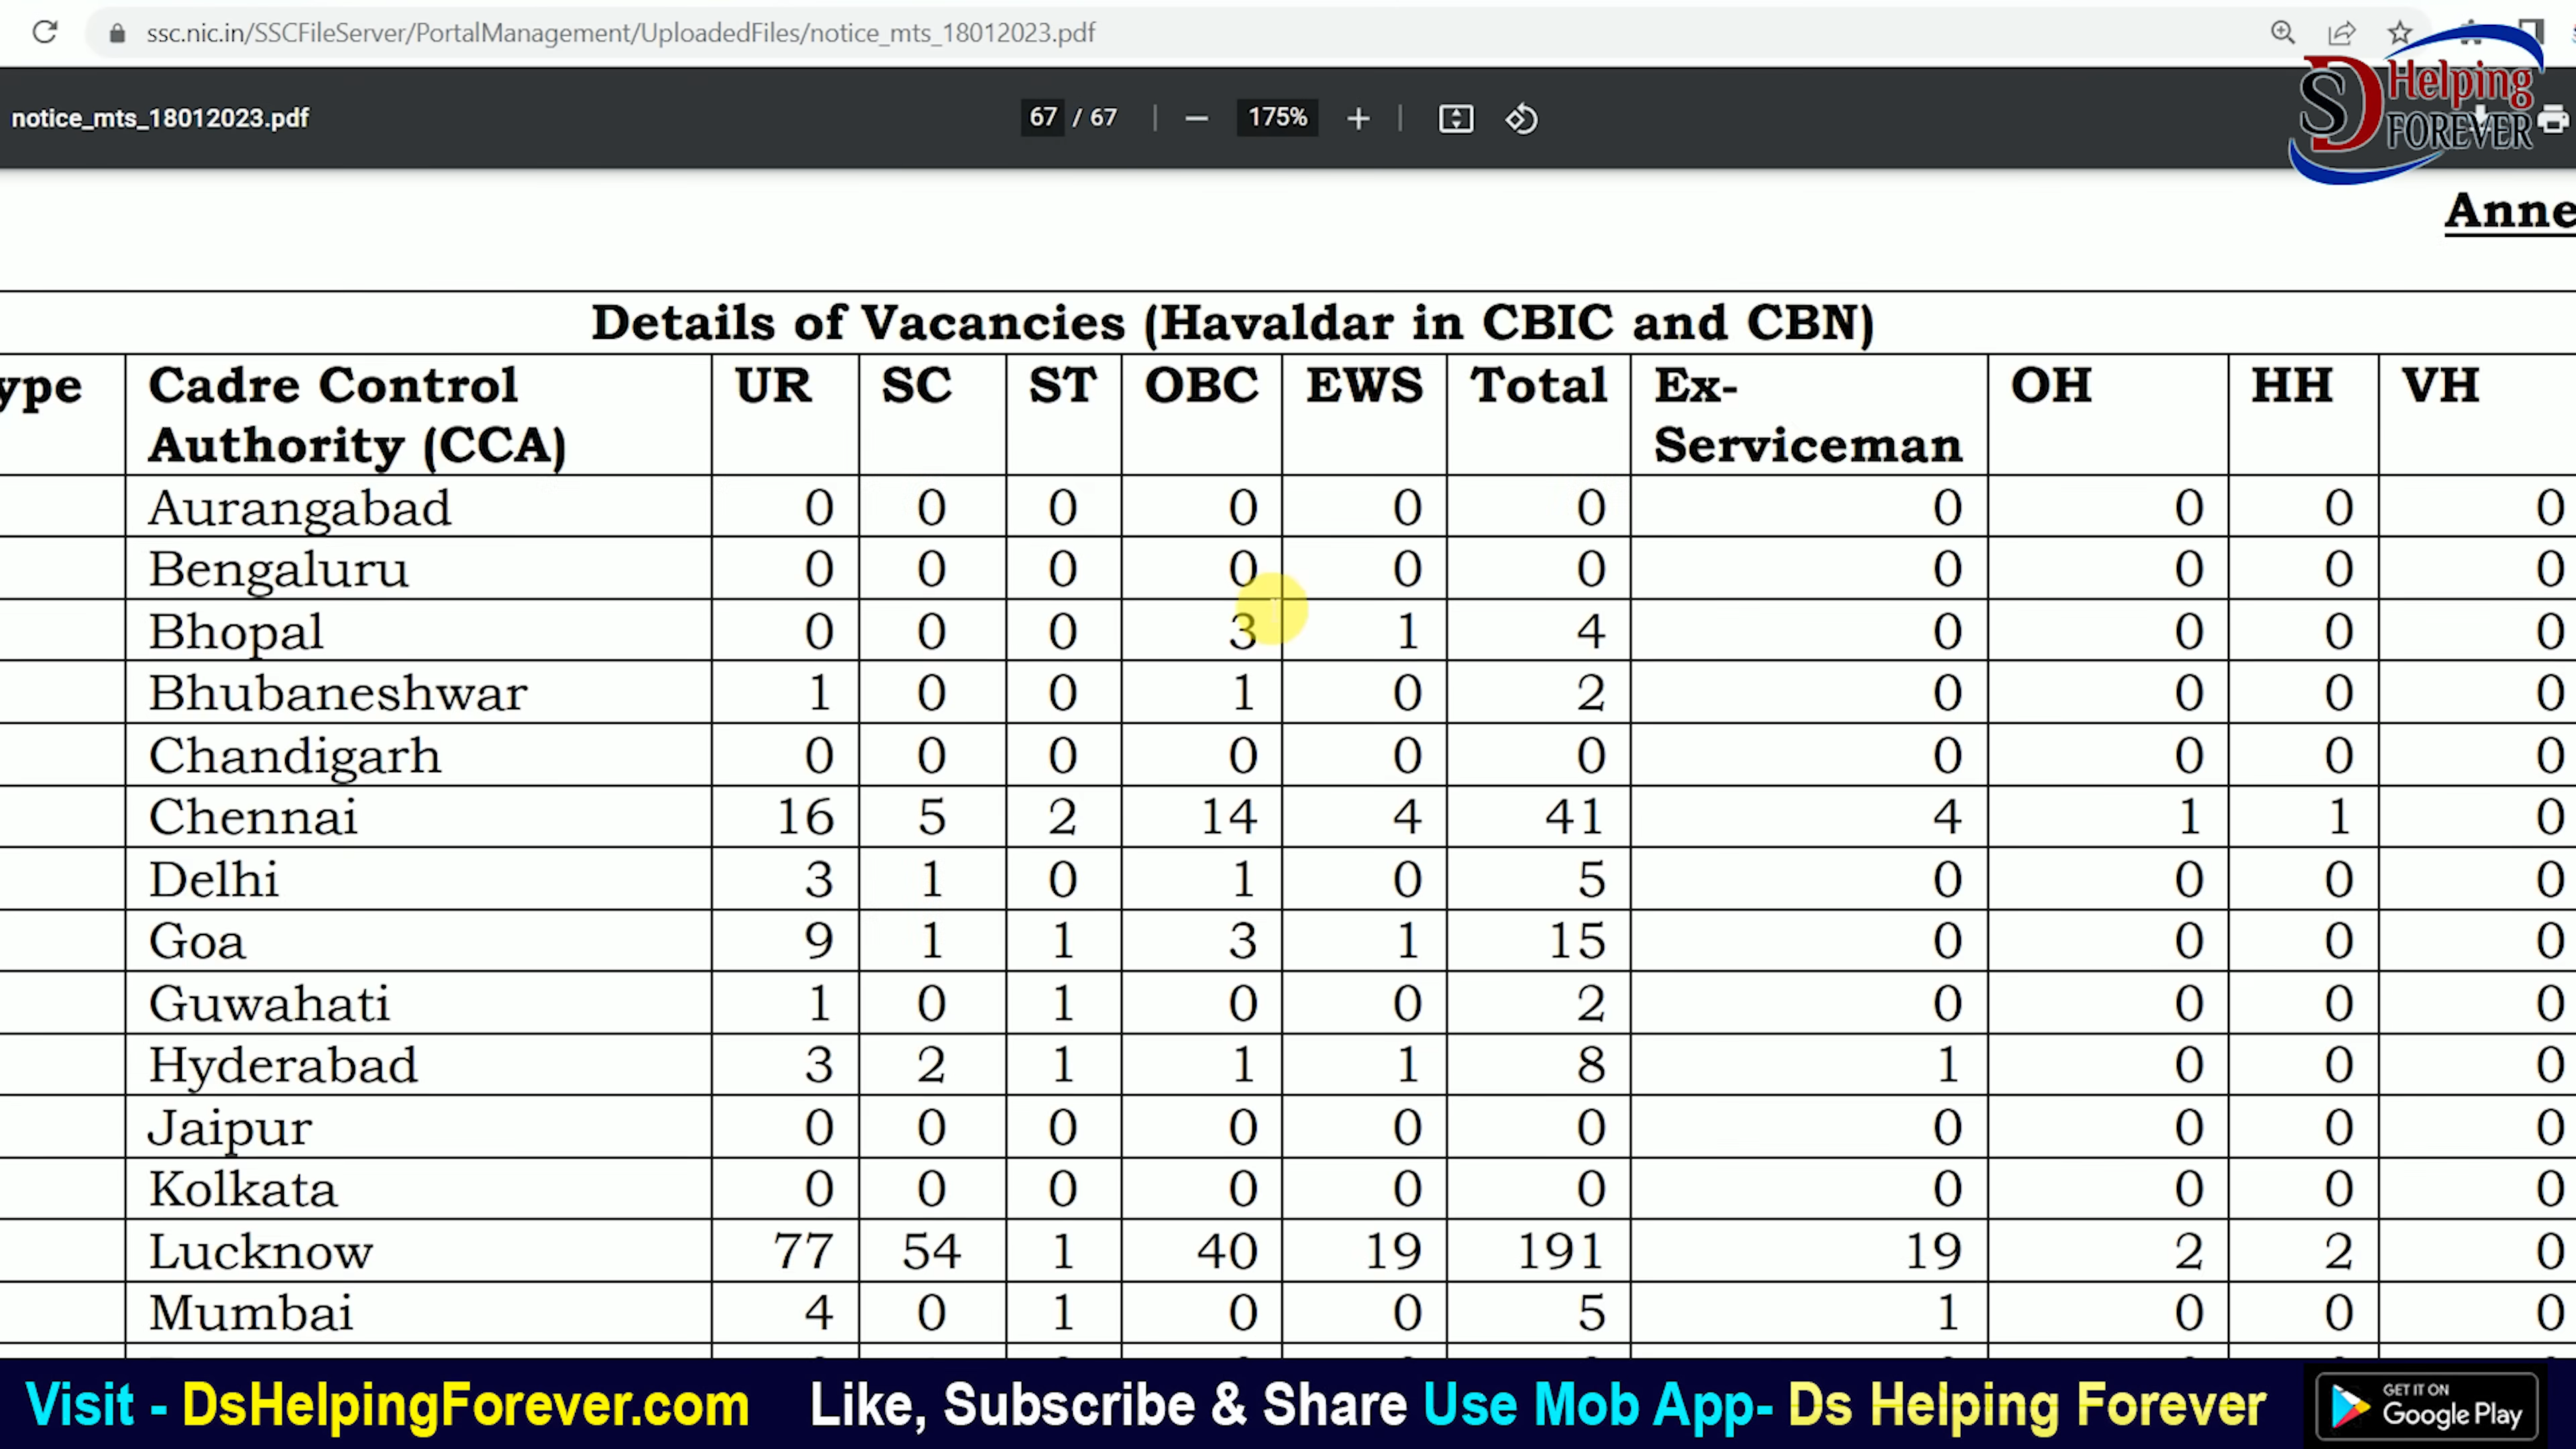 ssc.nic.in/SSCFileServer/PortalManagement/UploadedFiles/notice_mts_18012023.pdf
notice_mts_18012023.pdf 67 / 67 175%
SD Helping FOREVER
Anne
Details of Vacancies (Havaldar in CBIC and CBN)
ype Cadre Control Authority (CCA) UR SC ST OBC EWS Total Ex-Serviceman OH HH VH
Aurangabad 0 0 0 0 0 0 0 0 0 0
Bengaluru 0 0 0 0 0 0 0 0 0 0
Bhopal 0 0 0 3 1 4 0 0 0 0
Bhubaneshwar 1 0 0 1 0 2 0 0 0 0
Chandigarh 0 0 0 0 0 0 0 0 0 0
Chennai 16 5 2 14 4 41 4 1 1 0
Delhi 3 1 0 1 0 5 0 0 0 0
Goa 9 1 1 3 1 15 0 0 0 0
Guwahati 1 0 1 0 0 2 0 0 0 0
Hyderabad 3 2 1 1 1 8 1 0 0 0
Jaipur 0 0 0 0 0 0 0 0 0 0
Kolkata 0 0 0 0 0 0 0 0 0 0
Lucknow 77 54 1 40 19 191 19 2 2 0
Mumbai 4 0 1 0 0 5 1 0 0 0
Visit - DsHelpingForever.com Like, Subscribe & Share Use Mob App- Ds Helping Forever GET IT ON Google Play